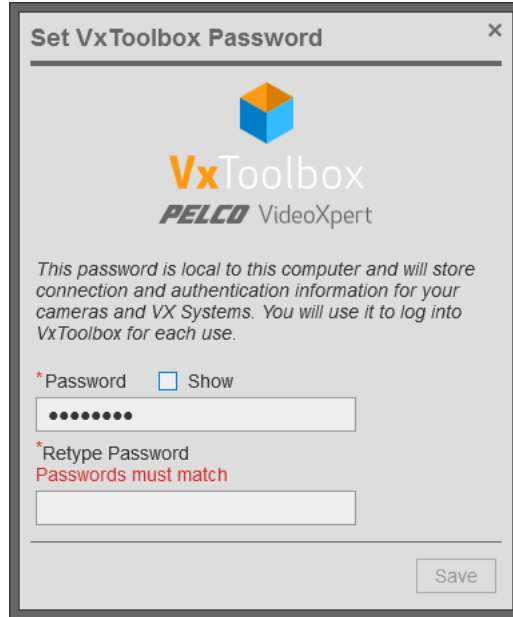 Set VxToolbox Password ×
VxToolbox
PELCO VideoXpert
This password is local to this computer and will store
connection and authentication information for your
cameras and VX Systems. You will use it to log into
VxToolbox for each use.
*Password Show
••••••••
*Retype Password
Passwords must match
Save